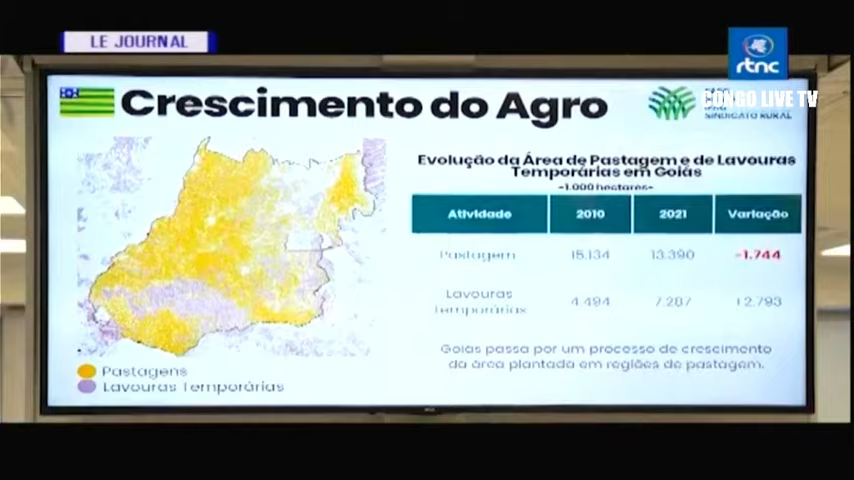 LE JOURNAL
rtnc
CONGO LIVE TV
Crescimento do Agro
SINDICATO RURAL
Evolução da Área de Pastagem e de Lavouras
Temporárias em Goiás
-1.000 hectares-
Atividade 2010 2021 Variação
Pastagem 15.134 13.390 -1.744
Lavouras
Temporárias 4.494 7.287 +2.793
Goiás passa por um processo de crescimento
da área plantada em regiões de pastagem.
Pastagens
Lavouras Temporárias